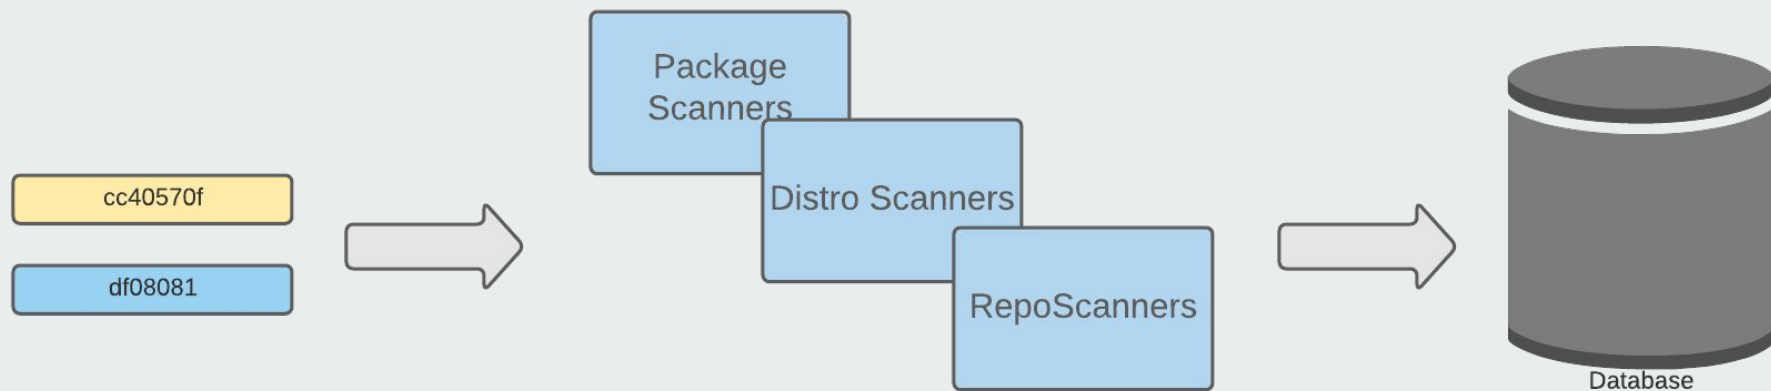 cc40570f
df08081
Package
Scanners
Distro Scanners
RepoScanners
Database